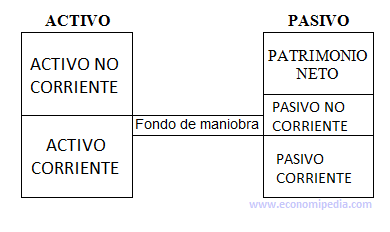 ACTIVO
ACTIVO NO
CORRIENTE
ACTIVO
CORRIENTE
Fondo de maniobra
PASIVO
PATRIMONIO
NETO
PASIVO NO
CORRIENTE
PASIVO
CORRIENTE
www.economipedia.com